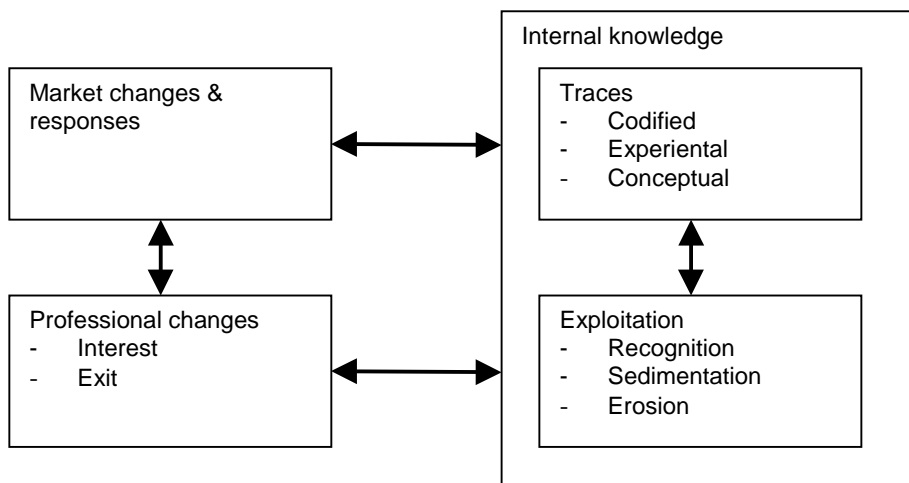 Internal knowledge
Market changes &
responses
Traces
- Codified
- Experiental
- Conceptual
Professional changes
- Interest
- Exit
Exploitation
- Recognition
- Sedimentation
- Erosion